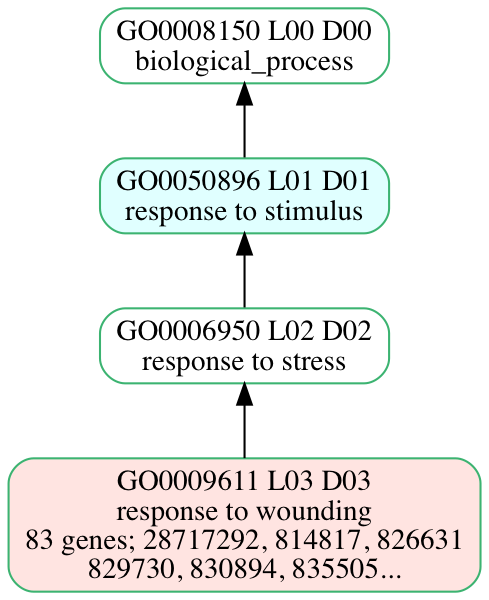 GO0008150 L00 D00
biological_process
GO0050896 L01 D01
response to stimulus
GO0006950 L02 D02
response to stress
GO0009611 L03 D03
response to wounding
83 genes; 28717292, 814817, 826631
829730, 830894, 835505...